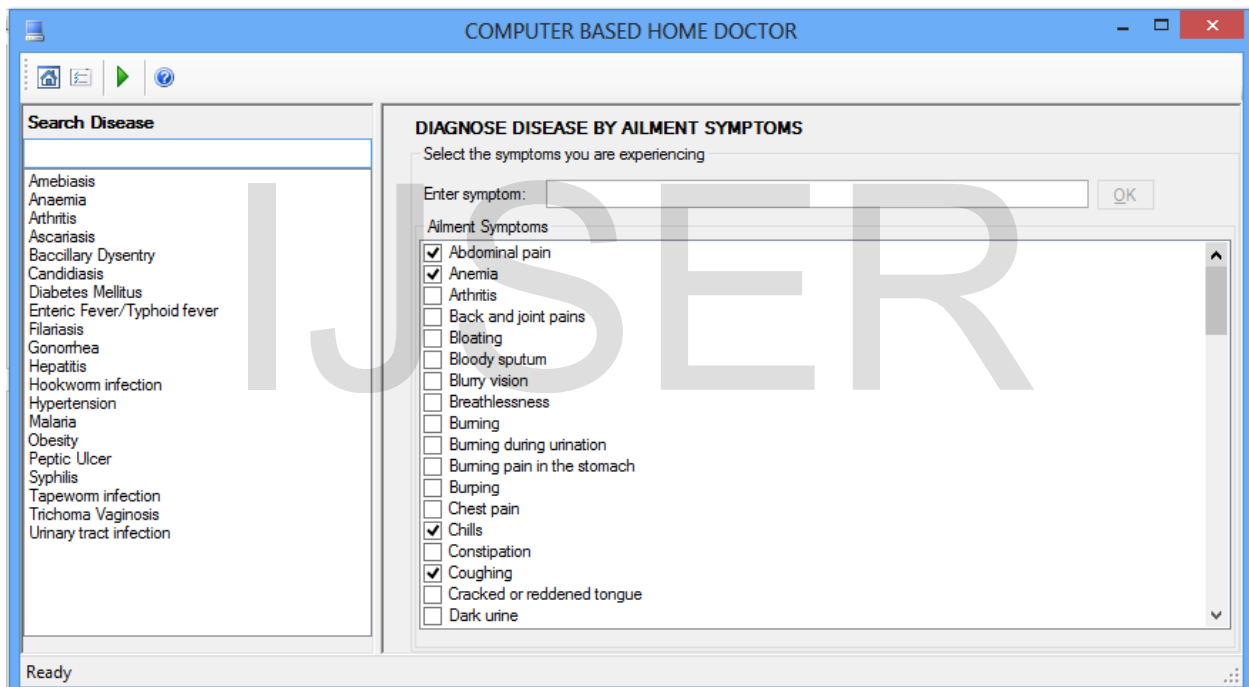 COMPUTER BASED HOME DOCTOR
Search Disease
Amebiasis
Anaemia
Arthritis
Ascariasis
Baccillary Dysentry
Candidiasis
Diabetes Mellitus
Enteric Fever/Typhoid fever
Filariasis
Gonorrhea
Hepatitis
Hookworm infection
Hypertension
Malaria
Obesity
Peptic Ulcer
Syphilis
Tapeworm infection
Trichoma Vaginosis
Urinary tract infection
DIAGNOSE DISEASE BY AILMENT SYMPTOMS
Select the symptoms you are experiencing
Enter symptom: OK
Ailment Symptoms
Abdominal pain
Anemia
Arthritis
Back and joint pains
Bloating
Bloody sputum
Blurry vision
Breathlessness
Burning
Burning during urination
Burning pain in the stomach
Burping
Chest pain
Chills
Constipation
Coughing
Cracked or reddened tongue
Dark urine
Ready
IJSER